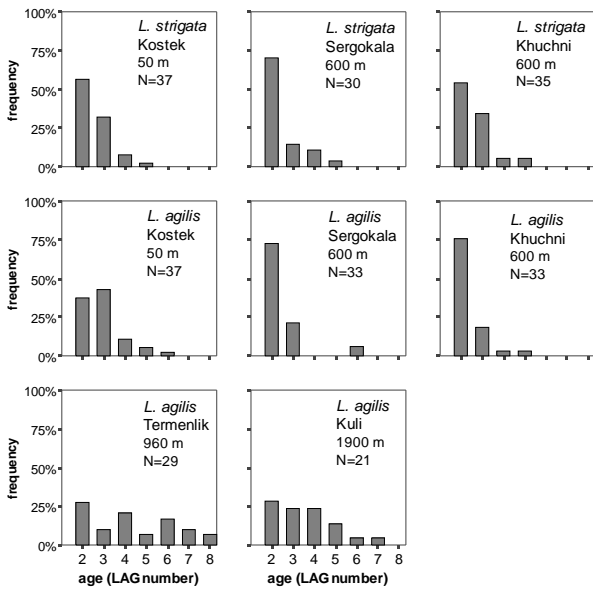 100%
75%
50%
25%
0%
frequency
L. strigata
Kostek
50 m
N=37
L. strigata
Sergokala
600 m
N=30
L. strigata
Khuchni
600 m
N=35
100%
75%
50%
25%
0%
frequency
L. agilis
Kostek
50 m
N=37
L. agilis
Sergokala
600 m
N=33
L. agilis
Khuchni
600 m
N=33
100%
75%
50%
25%
0%
frequency
L. agilis
Termenlik
960 m
N=29
L. agilis
Kuli
1900 m
N=21
2 3 4 5 6 7 8
age (LAG number)
2 3 4 5 6 7 8
age (LAG number)